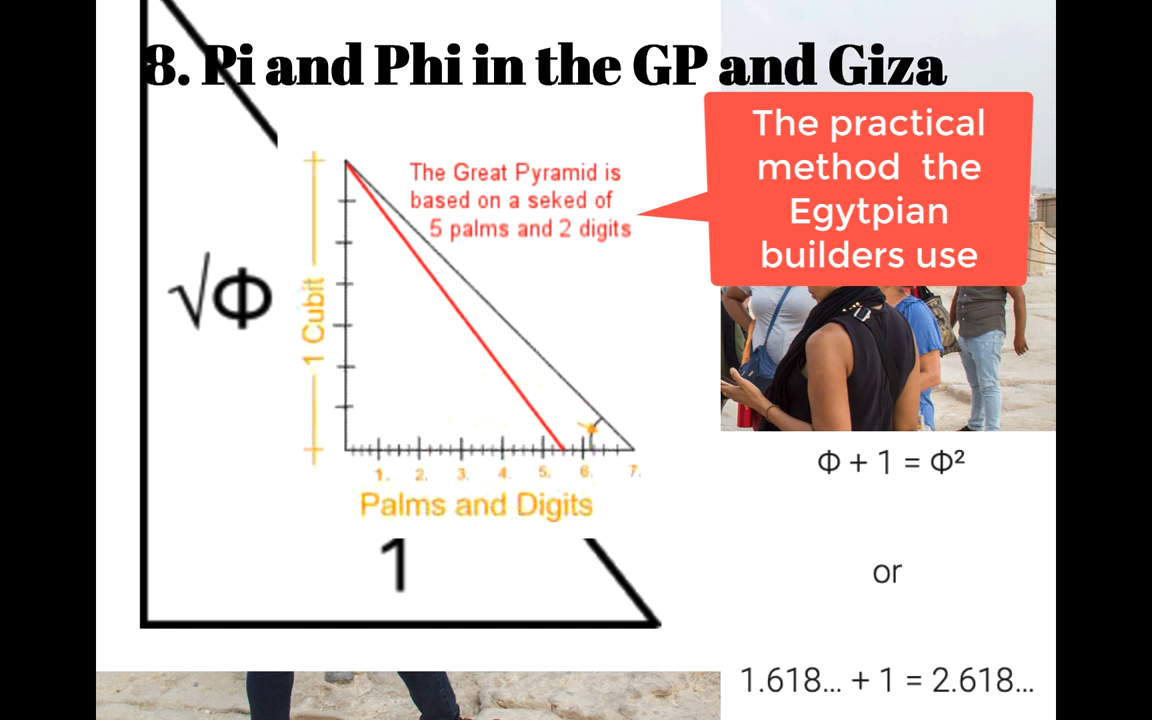 8. Pi and Phi in the GP and Giza
The practical
method the
Egytpian
builders use
The Great Pyramid is
based on a seked of
5 palms and 2 digits
√Φ
1 Cubit
1. 2. 3. 4. 5. 6. 7.
Palms and Digits
1
Φ + 1 = Φ²
or
1.618... + 1 = 2.618...